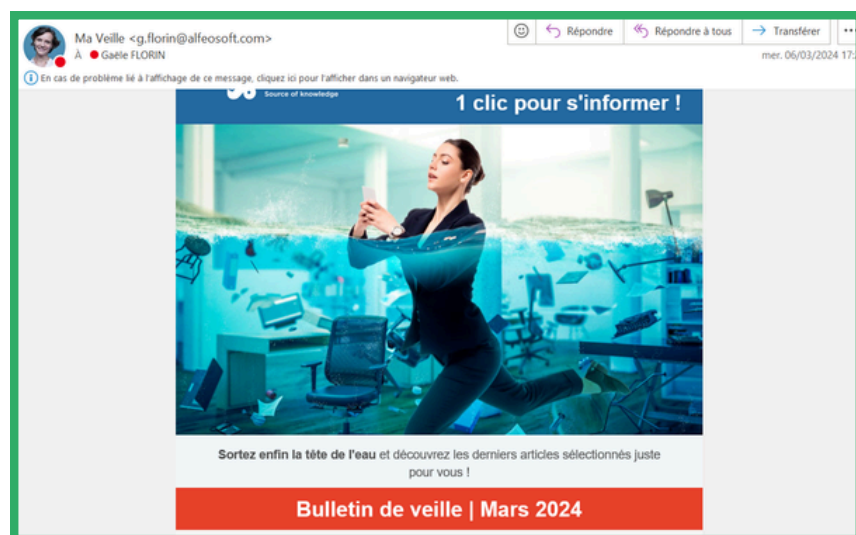 Ma Veille <g.florin@alfeosoft.com>
À Gaële FLORIN
Répondre
Répondre à tous
Transférer
mer. 06/03/2024 17:
En cas de problème lié à l'affichage de ce message, cliquez ici pour l'afficher dans un navigateur web.
Source of knowledge
1 clic pour s'informer !
Sortez enfin la tête de l'eau et découvrez les derniers articles sélectionnés juste
pour vous !
Bulletin de veille | Mars 2024